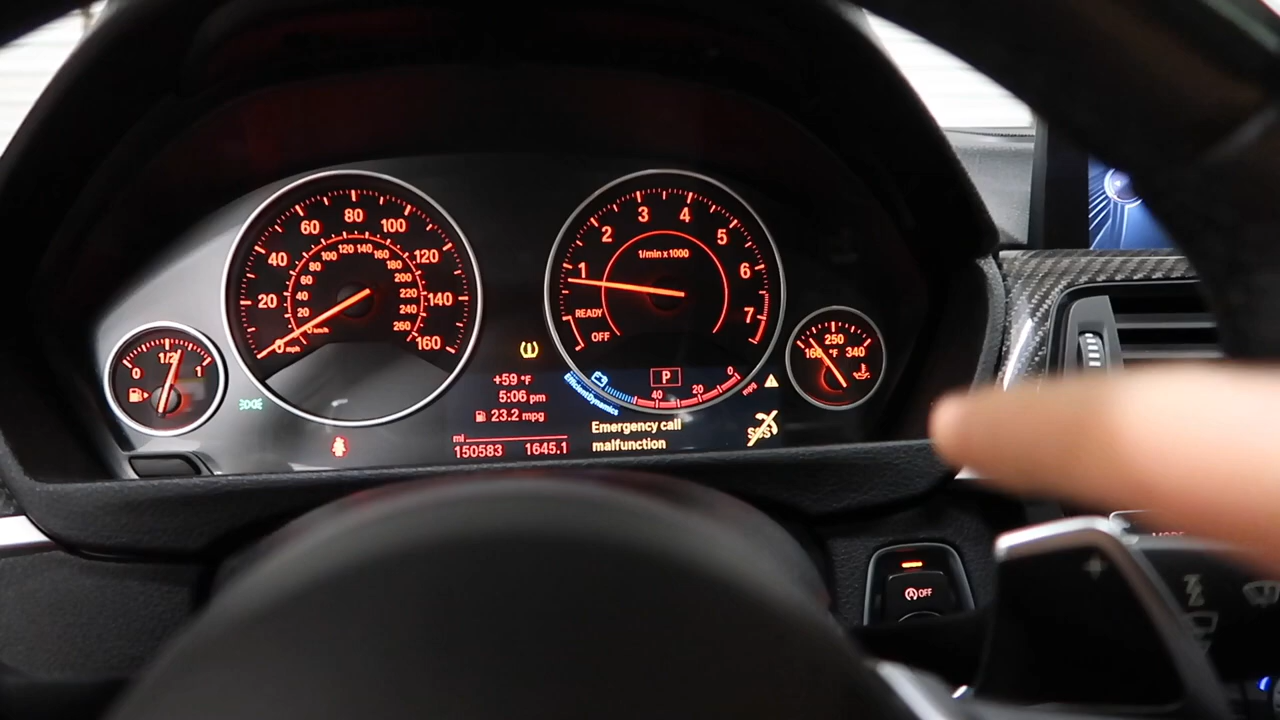 0 1/2 1
0 20 40 60 80 100 120 140 160
mph
0 20 40 60 80 100 120 140 160 180 200 220 240 260
km/h
+59 °F
5:06 pm
23.2 mpg
mi
150583 1645.1
1 2 3 4 5 6 7
1/min x 1000
READY
OFF
EfficientDynamics
P
40 20 0
mpg
Emergency call
malfunction
SOS
250
160 °F 340
OFF
MODE